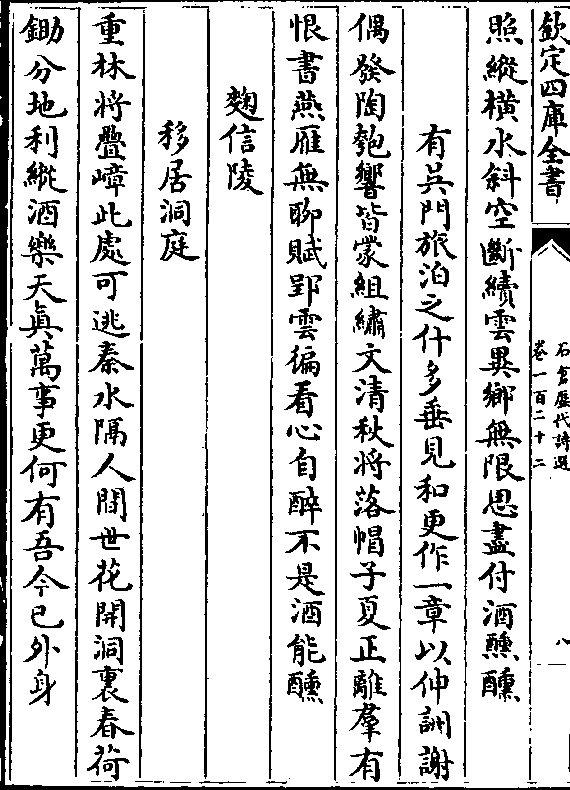 欽定四庫全書
石倉歷代詩選
卷一百二十二
八
照縱橫水斜空斷續雲異鄉無限思盡付酒醺醺
有吳門旅泊之什多垂見和更作一章以伸詶謝
偶發陶匏響皆蒙組繡文清秋將落帽子夏正離羣有
恨書燕雁無聊賦郢雲徧看心自醉不是酒能醺
麴信陵
移居洞庭
重林將疊嶂此處可逃秦水隔人間世花開洞裏春荷
鋤分地利縱酒樂天眞萬事更何有吾今已外身